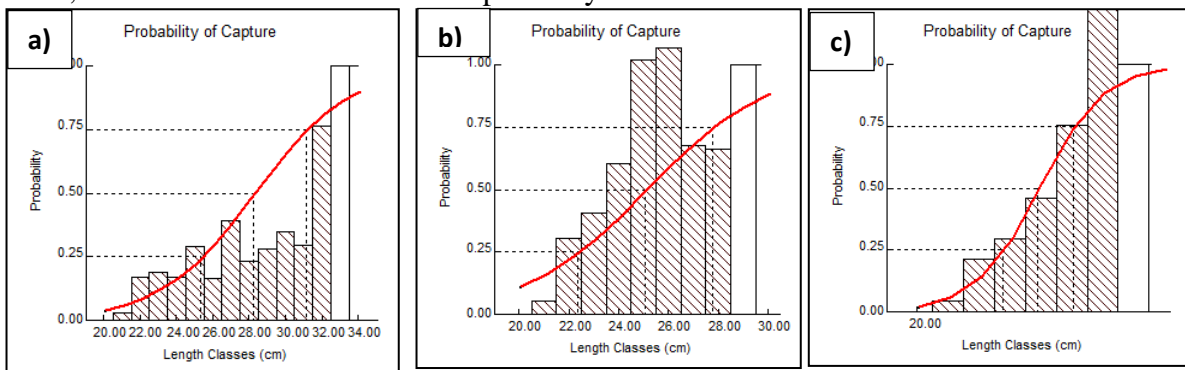 a)
Probability of Capture
0.75
0.50
0.25
0.00
Probability
20.00 22.00 24.00 26.00 28.00 30.00 32.00 34.00
Length Classes (cm)
b)
Probability of Capture
1.00
0.75
0.50
0.25
0.00
Probability
20.00 22.00 24.00 26.00 28.00 30.00
Length Classes (cm)
c)
Probability of Capture
0.75
0.50
0.25
0.00
Probability
20.00
Length Classes (cm)